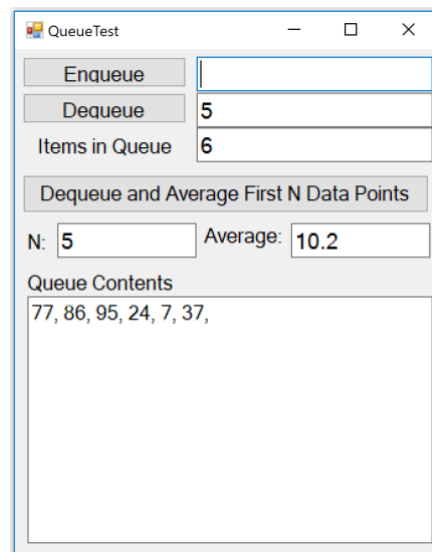 QueueTest
Enqueue
Dequeue 5
Items in Queue 6
Dequeue and Average First N Data Points
N: 5 Average: 10.2
Queue Contents
77, 86, 95, 24, 7, 37,